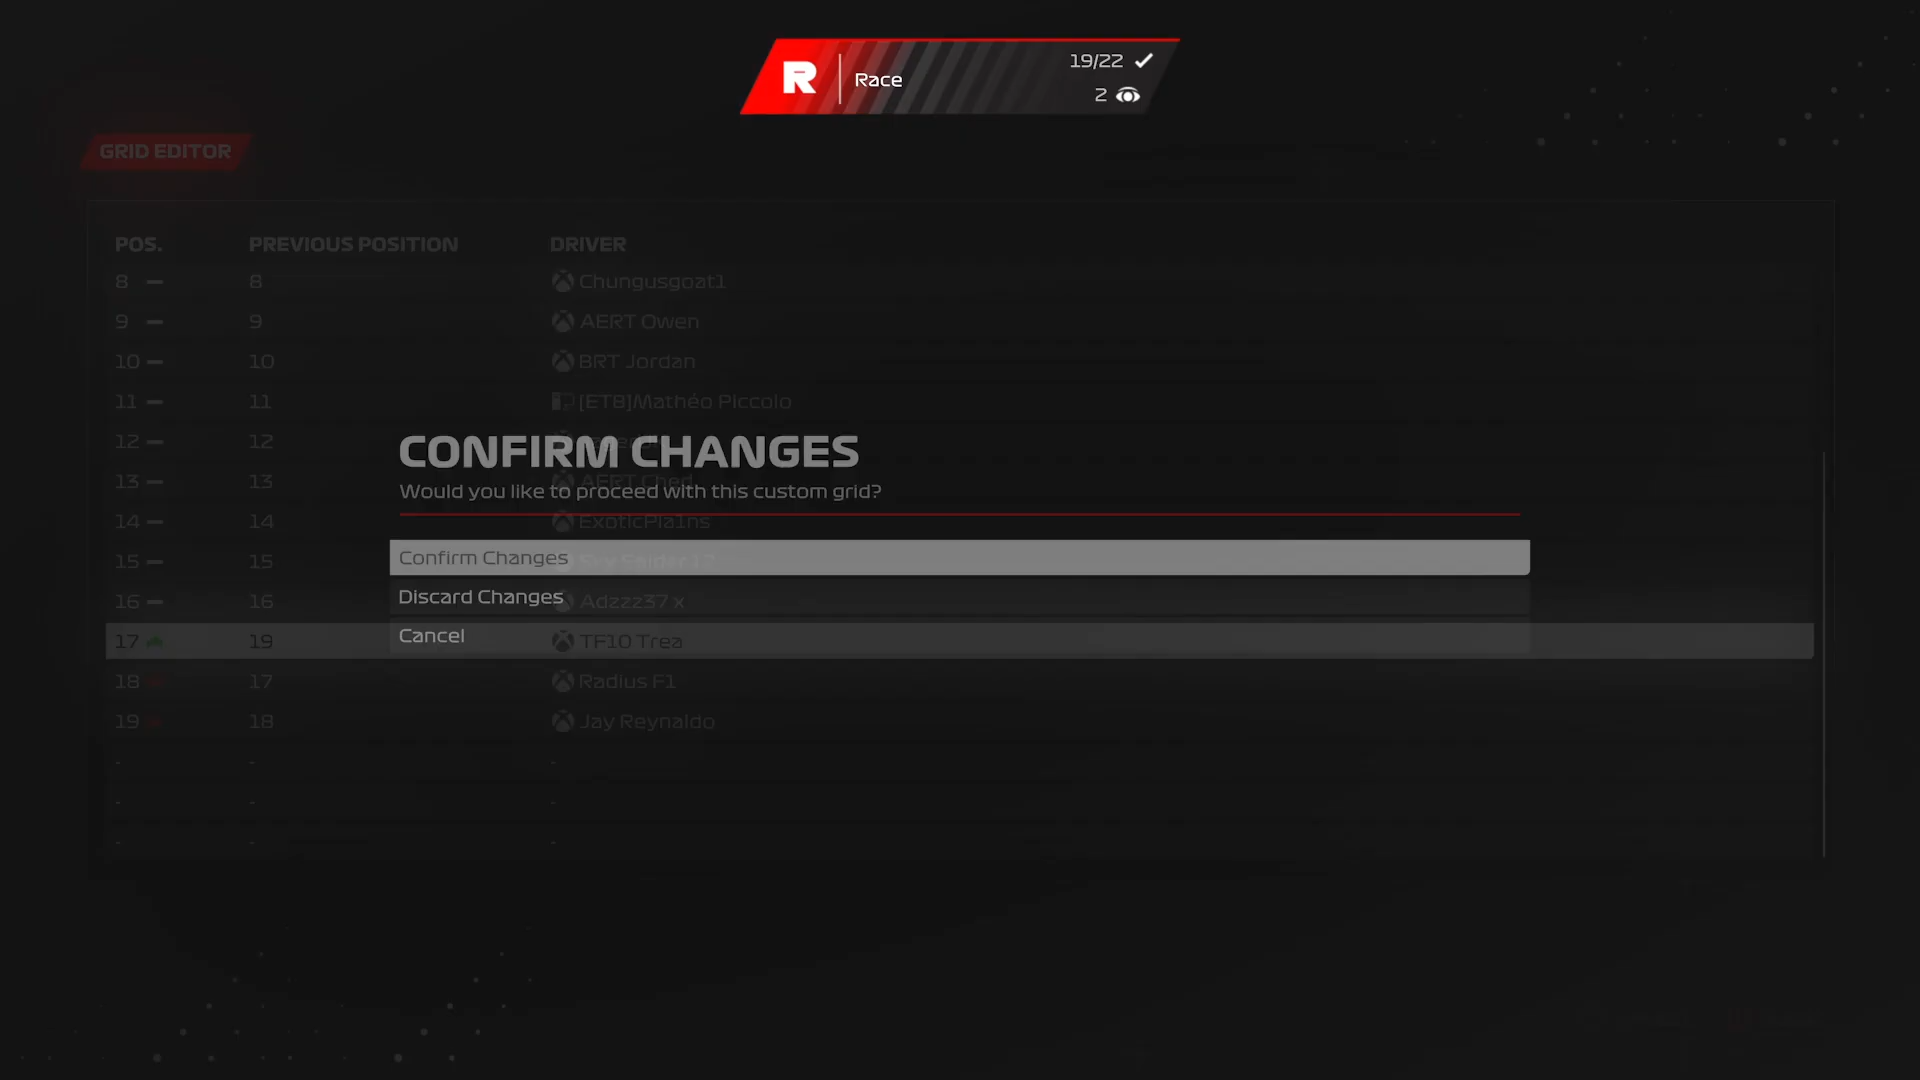 R Race 19/22
2
GRID EDITOR
POS. PREVIOUS POSITION DRIVER
8 8 Chungusgoat1
9 9 AERT Owen
10 10 BRT Jordan
11 11 [ET8]Mathéo Piccolo
12 12
CONFIRM CHANGES
13 13 AERT Ched
Would you like to proceed with this custom grid?
14 14 ExoticPla1ns
Confirm Changes
15 15
Discard Changes
16 16 Adzzz37 x
Cancel
17 19 TF10 Trea
18 17 Radius F1
19 18 Jay Reynaldo
- - -
- - -
- - -